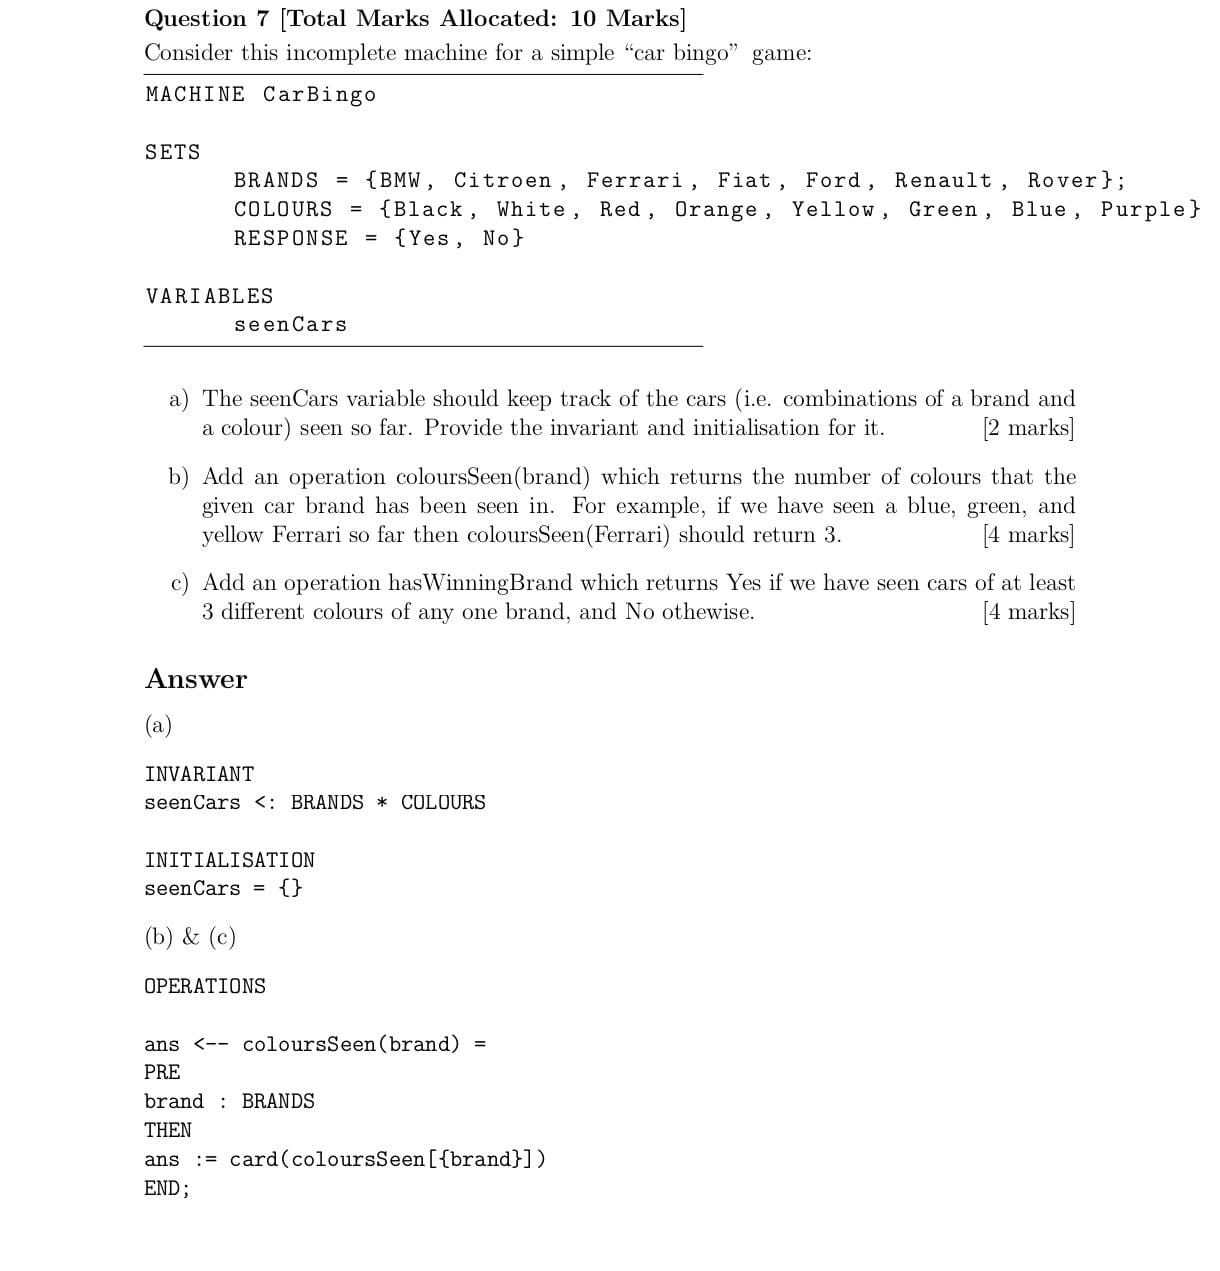 Question 7 [Total Marks Allocated: 10 Marks]
Consider this incomplete machine for a simple “car bingo” game:
MACHINE CarBingo
SETS
BRANDS = {BMW, Citroen, Ferrari, Fiat, Ford, Renault, Rover};
COLOURS = {Black, White, Red, Orange, Yellow, Green, Blue, Purple}
RESPONSE = {Yes, No}
VARIABLES
seenCars
a) The seenCars variable should keep track of the cars (i.e. combinations of a brand and
a colour) seen so far. Provide the invariant and initialisation for it. [2 marks]
b) Add an operation coloursSeen(brand) which returns the number of colours that the
given car brand has been seen in. For example, if we have seen a blue, green, and
yellow Ferrari so far then coloursSeen(Ferrari) should return 3. [4 marks]
c) Add an operation hasWinningBrand which returns Yes if we have seen cars of at least
3 different colours of any one brand, and No othewise. [4 marks]
Answer
(a)
INVARIANT
seenCars <: BRANDS * COLOURS
INITIALISATION
seenCars = {}
(b) & (c)
OPERATIONS
ans <-- coloursSeen(brand) =
PRE
brand : BRANDS
THEN
ans := card(coloursSeen[{brand}])
END;